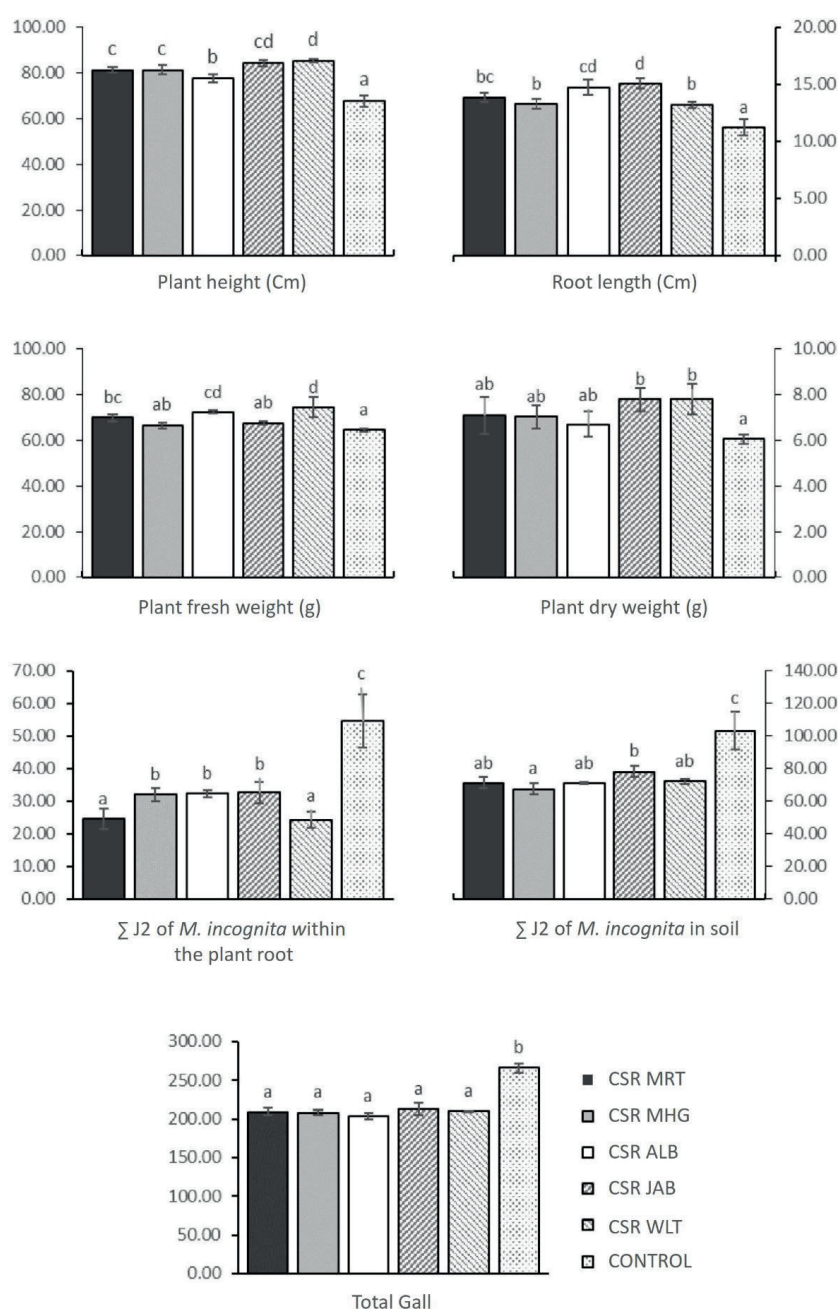 100.00
80.00
60.00
40.00
20.00
0.00
c c b cd d a
Plant height (Cm)
20.00
15.00
10.00
5.00
0.00
bc b cd d b a
Root length (Cm)
100.00
80.00
60.00
40.00
20.00
0.00
bc ab cd ab d a
Plant fresh weight (g)
10.00
8.00
6.00
4.00
2.00
0.00
ab ab ab b b a
Plant dry weight (g)
70.00
60.00
50.00
40.00
30.00
20.00
10.00
0.00
a b b b a c
∑ J2 of M. incognita within
the plant root
140.00
120.00
100.00
80.00
60.00
40.00
20.00
0.00
ab a ab b ab c
∑ J2 of M. incognita in soil
300.00
250.00
200.00
150.00
100.00
50.00
0.00
a a a a a b
Total Gall
CSR MRT
CSR MHG
CSR ALB
CSR JAB
CSR WLT
CONTROL